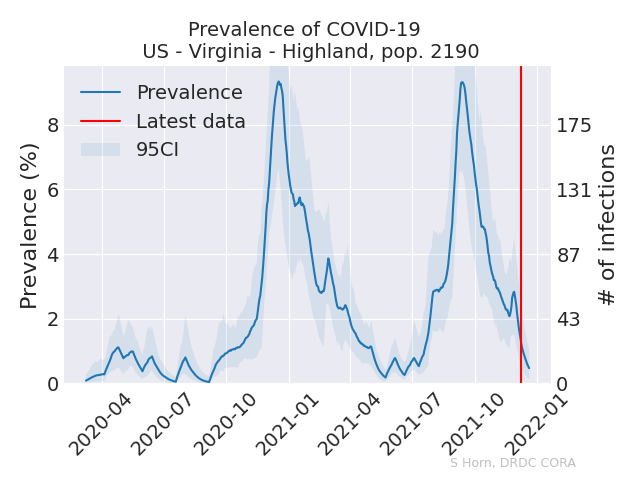 Prevalence of COVID-19
US - Virginia - Highland, pop. 2190
Prevalence
Latest data
95CI
Prevalence (%)
8
6
4
2
0
# of infections
175
131
87
43
0
2020-04
2020-07
2020-10
2021-01
2021-04
2021-07
2021-10
2022-01
S Horn, DRDC CORA